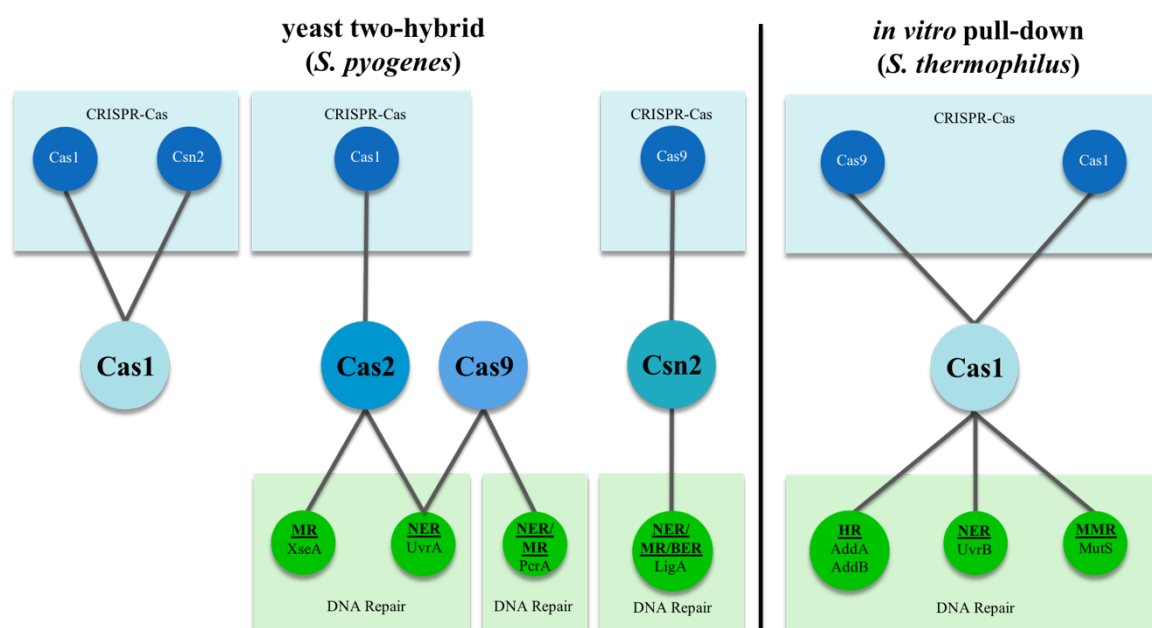 yeast two-hybrid
(S. pyogenes)
in vitro pull-down
(S. thermophilus)
CRISPR-Cas
CRISPR-Cas
CRISPR-Cas
CRISPR-Cas
Cas1
Csn2
Cas1
Cas9
Cas9
Cas1
Cas1
Cas2
Cas9
Csn2
Cas1
MR
XseA
NER
UvrA
NER/
MR
PcrA
NER/
MR/BER
LigA
HR
AddA
AddB
NER
UvrB
MMR
MutS
DNA Repair
DNA Repair
DNA Repair
DNA Repair